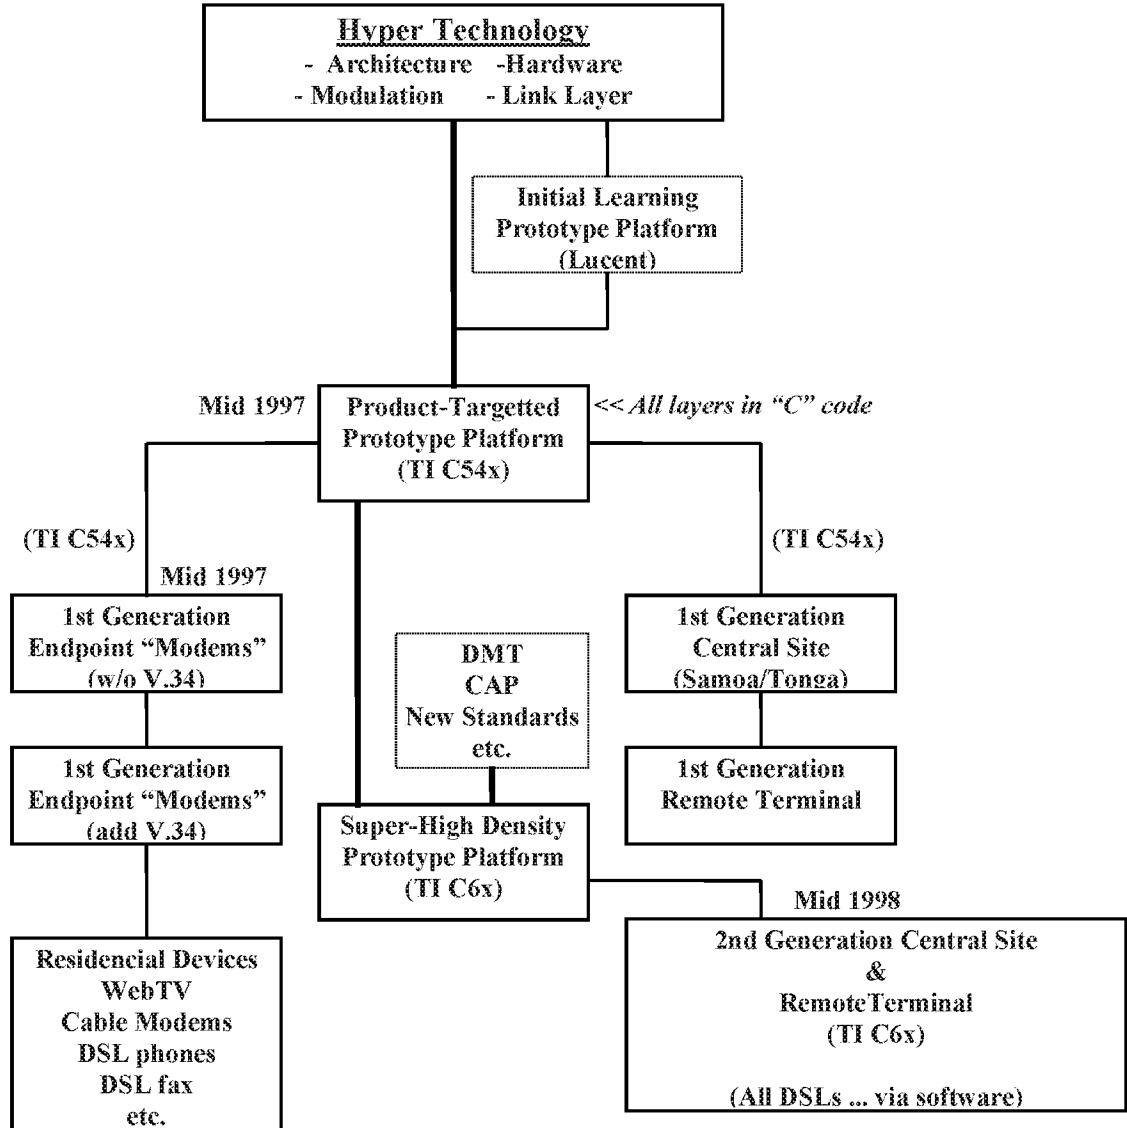 Hyper Technology
- Architecture -Hardware
- Modulation - Link Layer
Initial Learning
Prototype Platform
(Lucent)
Mid 1997
Product-Targetted
Prototype Platform
(TI C54x)
<< All layers in “C” code
(TI C54x)
(TI C54x)
Mid 1997
1st Generation
Endpoint “Modems”
(w/o V.34)
DMT
CAP
New Standards
etc.
1st Generation
Central Site
(Samoa/Tonga)
1st Generation
Endpoint “Modems”
(add V.34)
1st Generation
Remote Terminal
Super-High Density
Prototype Platform
(TI C6x)
Mid 1998
Residencial Devices
WebTV
Cable Modems
DSL phones
DSL fax
etc.
2nd Generation Central Site
&
RemoteTerminal
(TI C6x)
(All DSLs ... via software)